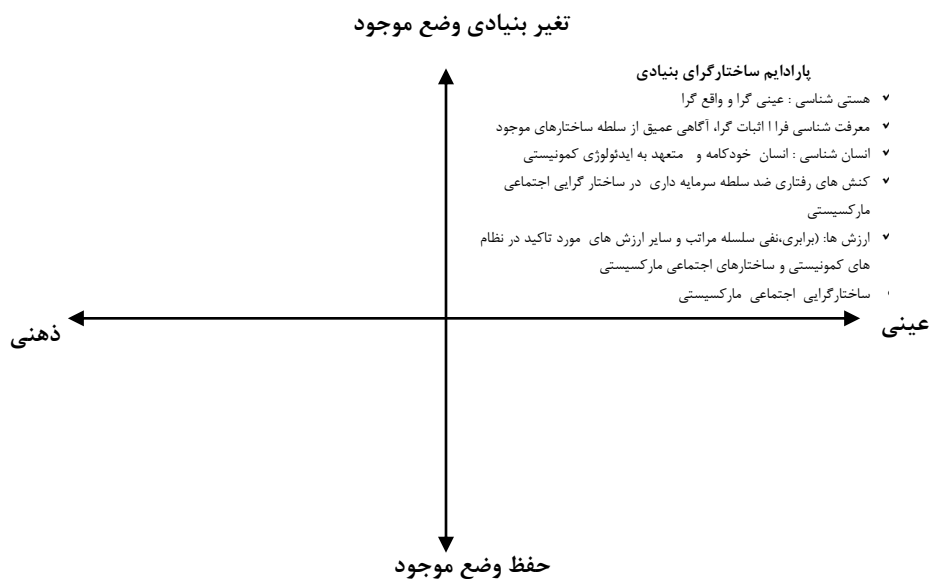 تغیر بنیادی وضع موجود
پارادایم ساختارگرای بنیادی
✔ هستی شناسی : عینی گرا و واقع گرا
✔ معرفت شناسی فرا ا اثبات گرا، آگاهی عمیق از سلطه ساختارهای موجود
✔ انسان شناسی : انسان خودکامه و متعهد به ایدئولوژی کمونیستی
✔ کنش های رفتاری ضد سلطه سرمایه داری در ساختار گرایی اجتماعی
مارکسیستی
✔ ارزش ها: (برابری،نفی سلسله مراتب و سایر ارزش های مورد تاکید در نظام
های کمونیستی و ساختارهای اجتماعی مارکسیستی
· ساختارگرایی اجتماعی مارکسیستی
عینی
ذهنی
حفظ وضع موجود